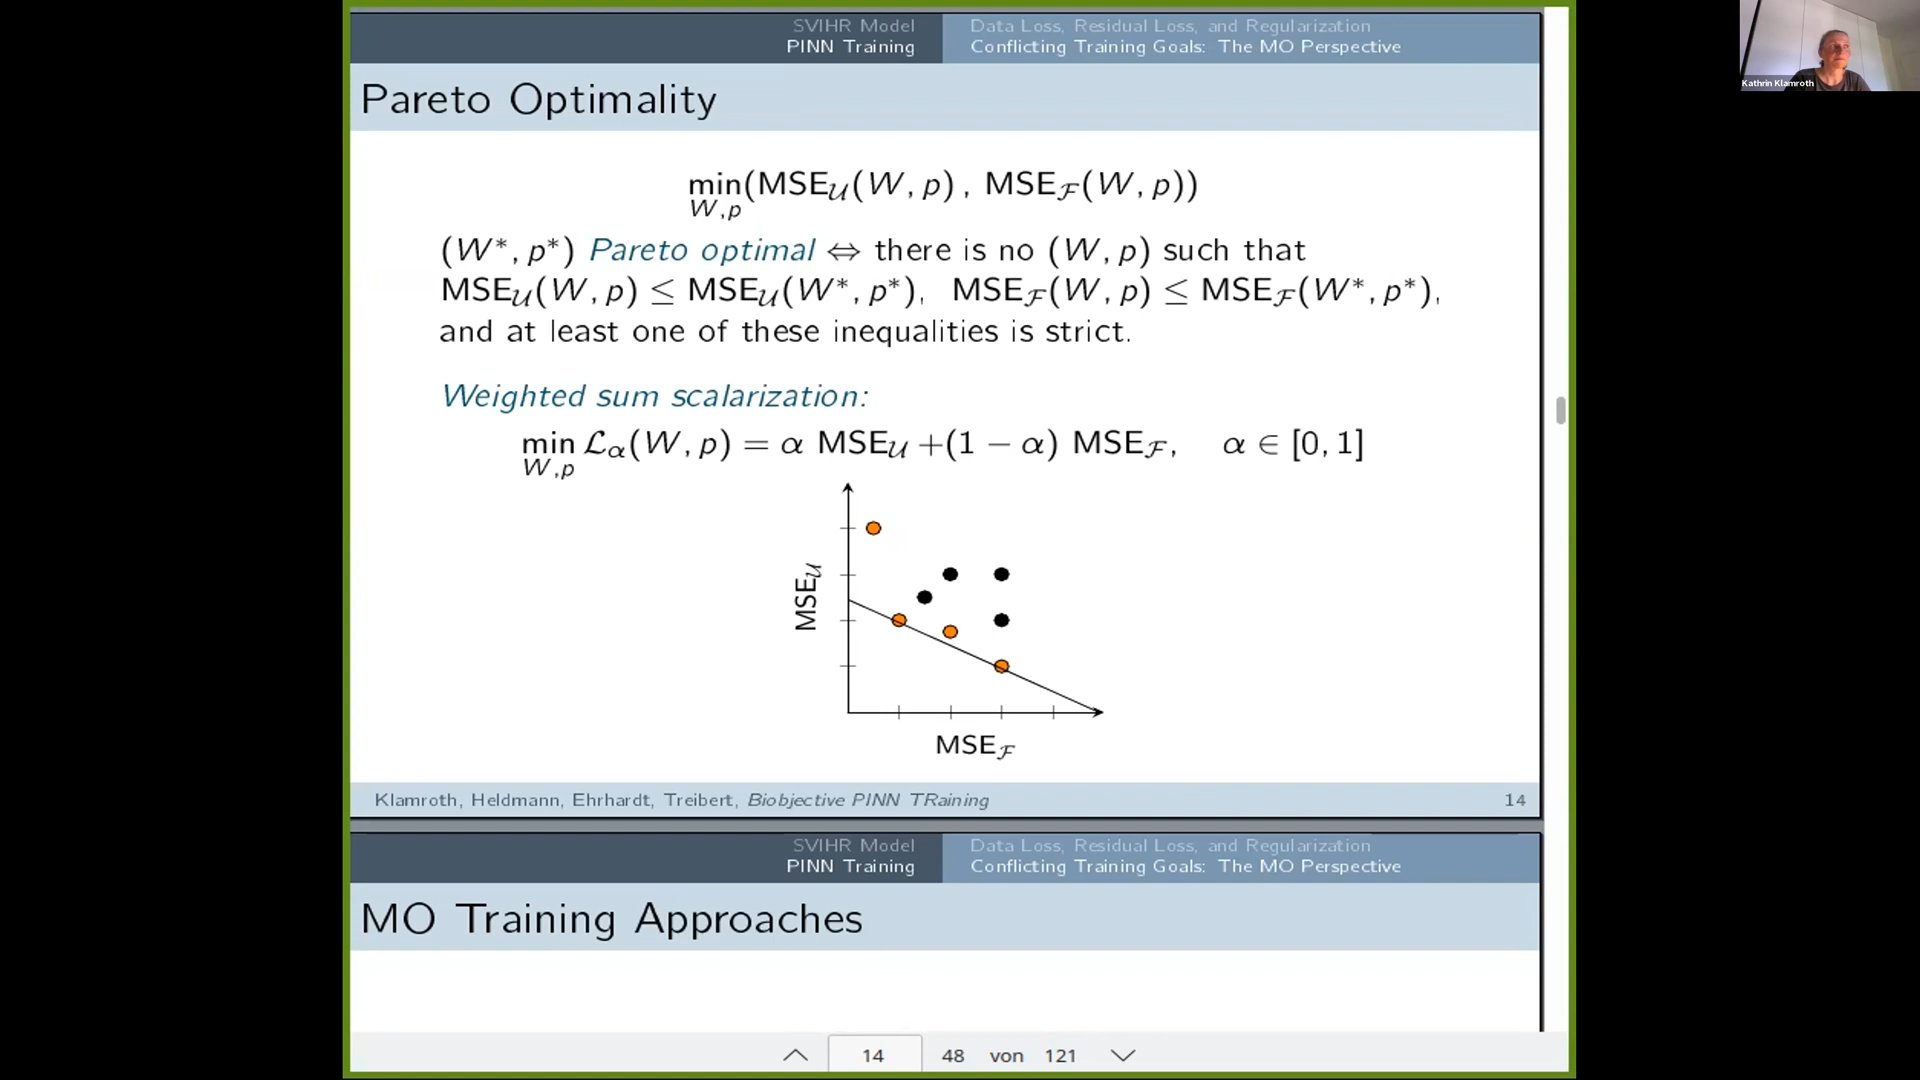 SVIHR Model
PINN Training
Data Loss, Residual Loss, and Regularization
Conflicting Training Goals: The MO Perspective
Kathrin Klamroth
Pareto Optimality
min(MSE𝒰(W, p) , MSEℱ(W, p))
W,p
(W*, p*) Pareto optimal ⇔ there is no (W, p) such that
MSE𝒰(W, p) ≤ MSE𝒰(W*, p*), MSEℱ(W, p) ≤ MSEℱ(W*, p*),
and at least one of these inequalities is strict.
Weighted sum scalarization:
min ℒα(W, p) = α MSE𝒰 +(1 − α) MSEℱ, α ∈ [0, 1]
W,p
MSE𝒰
MSEℱ
Klamroth, Heldmann, Ehrhardt, Treibert, Biobjective PINN TRaining 14
SVIHR Model
PINN Training
Data Loss, Residual Loss, and Regularization
Conflicting Training Goals: The MO Perspective
MO Training Approaches
14 48 von 121